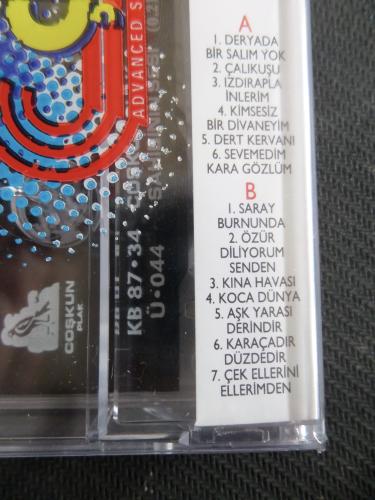 A
1. DERYADA
BİR SALIM YOK
2. ÇALIKUŞU
3. IZDIRAPLA
İNLERİM
4. KİMSESİZ
BİR DİVANEYİM
5. DERT KERVANI
6. SEVEMEDİM
KARA GÖZLÜM
B
1. SARAY
BURNUNDA
2. ÖZÜR
DİLİYORUM
SENDEN
3. KINA HAVASI
4. KOCA DÜNYA
5. AŞK YARASI
DERİNDİR
6. KARAÇADIR
DÜZDEDİR
7. ÇEK ELLERİNİ
ELLERİMDEN
ADVANCED S
KB 87·34
Ü·044
COŞKUN
PLAK